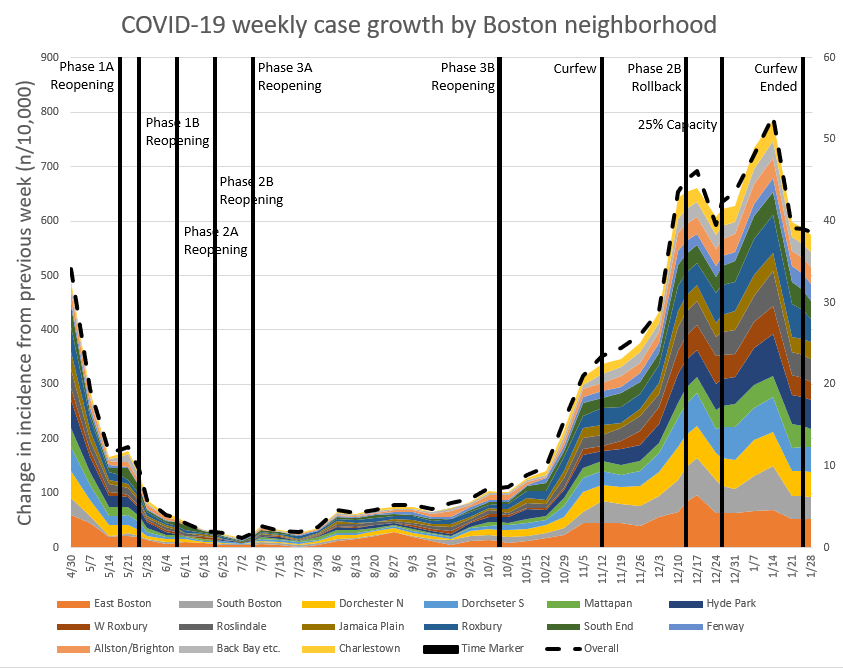 COVID-19 weekly case growth by Boston neighborhood
Change in incidence from previous week (n/10,000)
900
800
700
600
500
400
300
200
100
0
60
50
40
30
20
10
0
Phase 1A
Reopening
Phase 1B
Reopening
Phase 2A
Reopening
Phase 2B
Reopening
Phase 3A
Reopening
Phase 3B
Reopening
Curfew
Phase 2B
Rollback
25% Capacity
Curfew
Ended
4/30
5/7
5/14
5/21
5/28
6/4
6/11
6/18
6/25
7/2
7/9
7/16
7/23
7/30
8/6
8/13
8/20
8/27
9/3
9/10
9/17
9/24
10/1
10/8
10/15
10/22
10/29
11/5
11/12
11/19
11/26
12/3
12/10
12/17
12/24
12/31
1/7
1/14
1/21
1/28
East Boston South Boston Dorchester N Dorchseter S Mattapan Hyde Park
W Roxbury Roslindale Jamaica Plain Roxbury South End Fenway
Allston/Brighton Back Bay etc. Charlestown Time Marker Overall